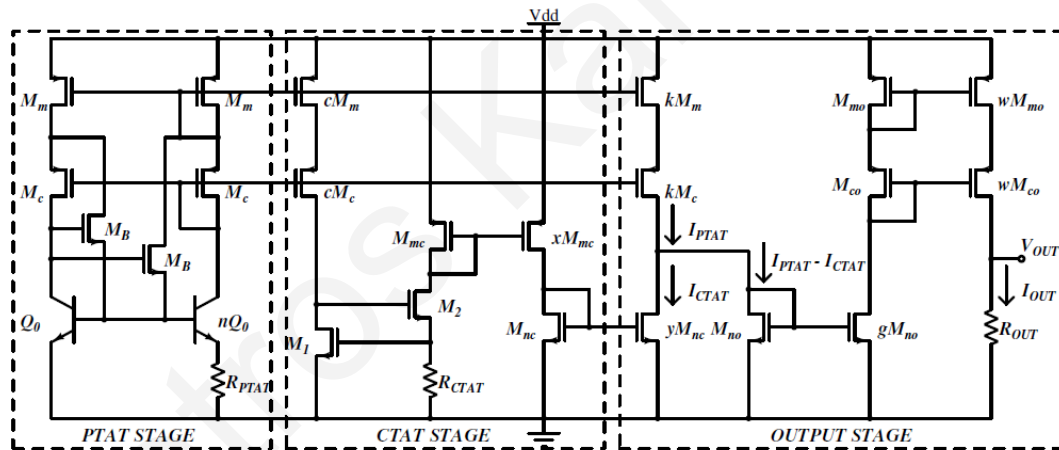 Vdd
Mm
Mm
cMm
kMm
Mmo
wMmo
Mc
Mc
cMc
kMc
Mco
wMco
MB
MB
Mmc
xMmc
IPTAT
IPTAT - ICTAT
VOUT
ICTAT
IOUT
Q0
nQ0
M2
M1
Mnc
yMnc
Mno
gMno
ROUT
RPTAT
RCTAT
PTAT STAGE
CTAT STAGE
OUTPUT STAGE